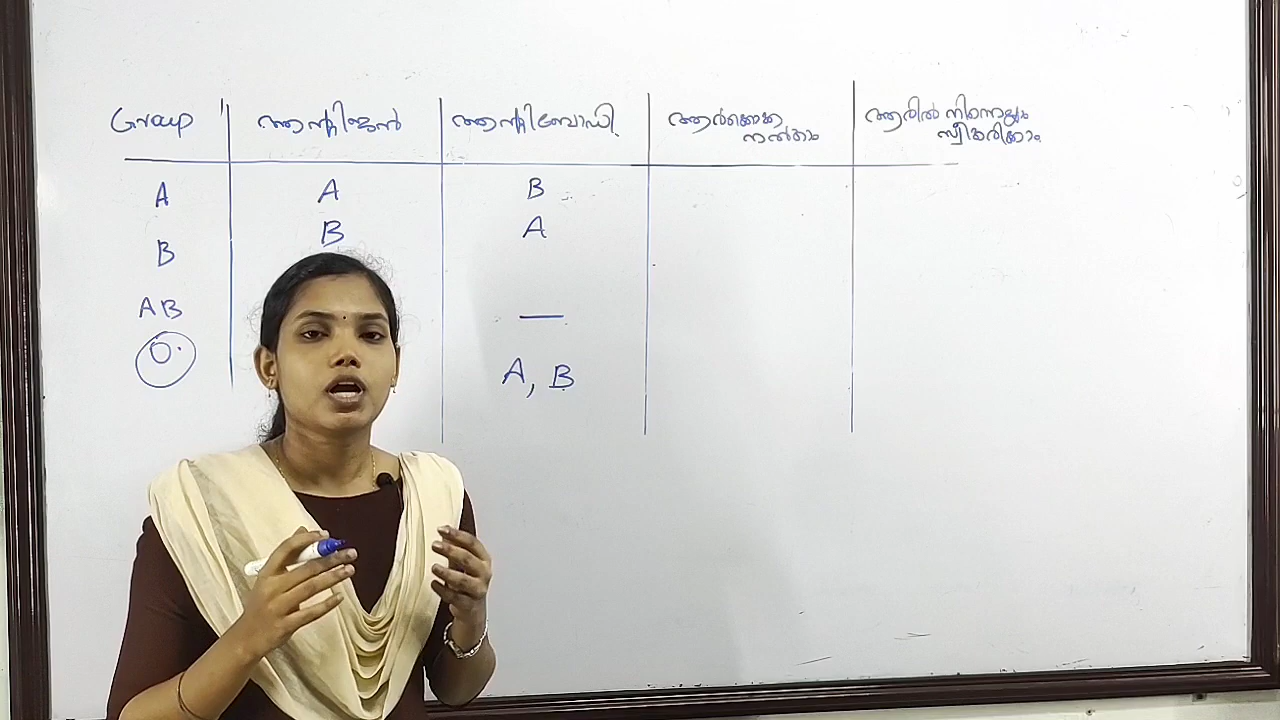 Group ആന്റിജൻ ആന്റിബോഡി ആർക്കൊക്കെ നൽകാം ആരിൽ നിന്നെല്ലാം സ്വീകരിക്കാം
A A B
B B A
AB —
O A, B